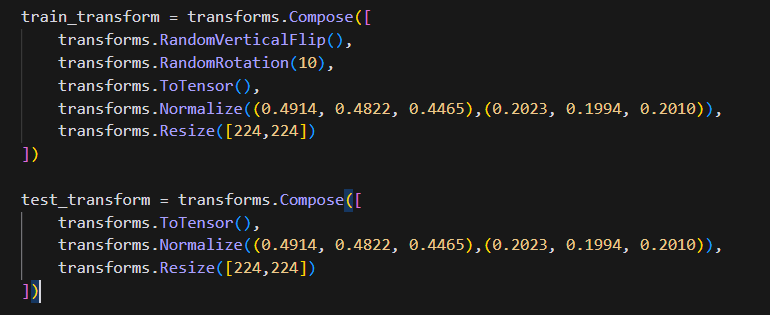 train_transform = transforms.Compose([
    transforms.RandomVerticalFlip(),
    transforms.RandomRotation(10),
    transforms.ToTensor(),
    transforms.Normalize((0.4914, 0.4822, 0.4465),(0.2023, 0.1994, 0.2010)),
    transforms.Resize([224,224])
])

test_transform = transforms.Compose([
    transforms.ToTensor(),
    transforms.Normalize((0.4914, 0.4822, 0.4465),(0.2023, 0.1994, 0.2010)),
    transforms.Resize([224,224])
])